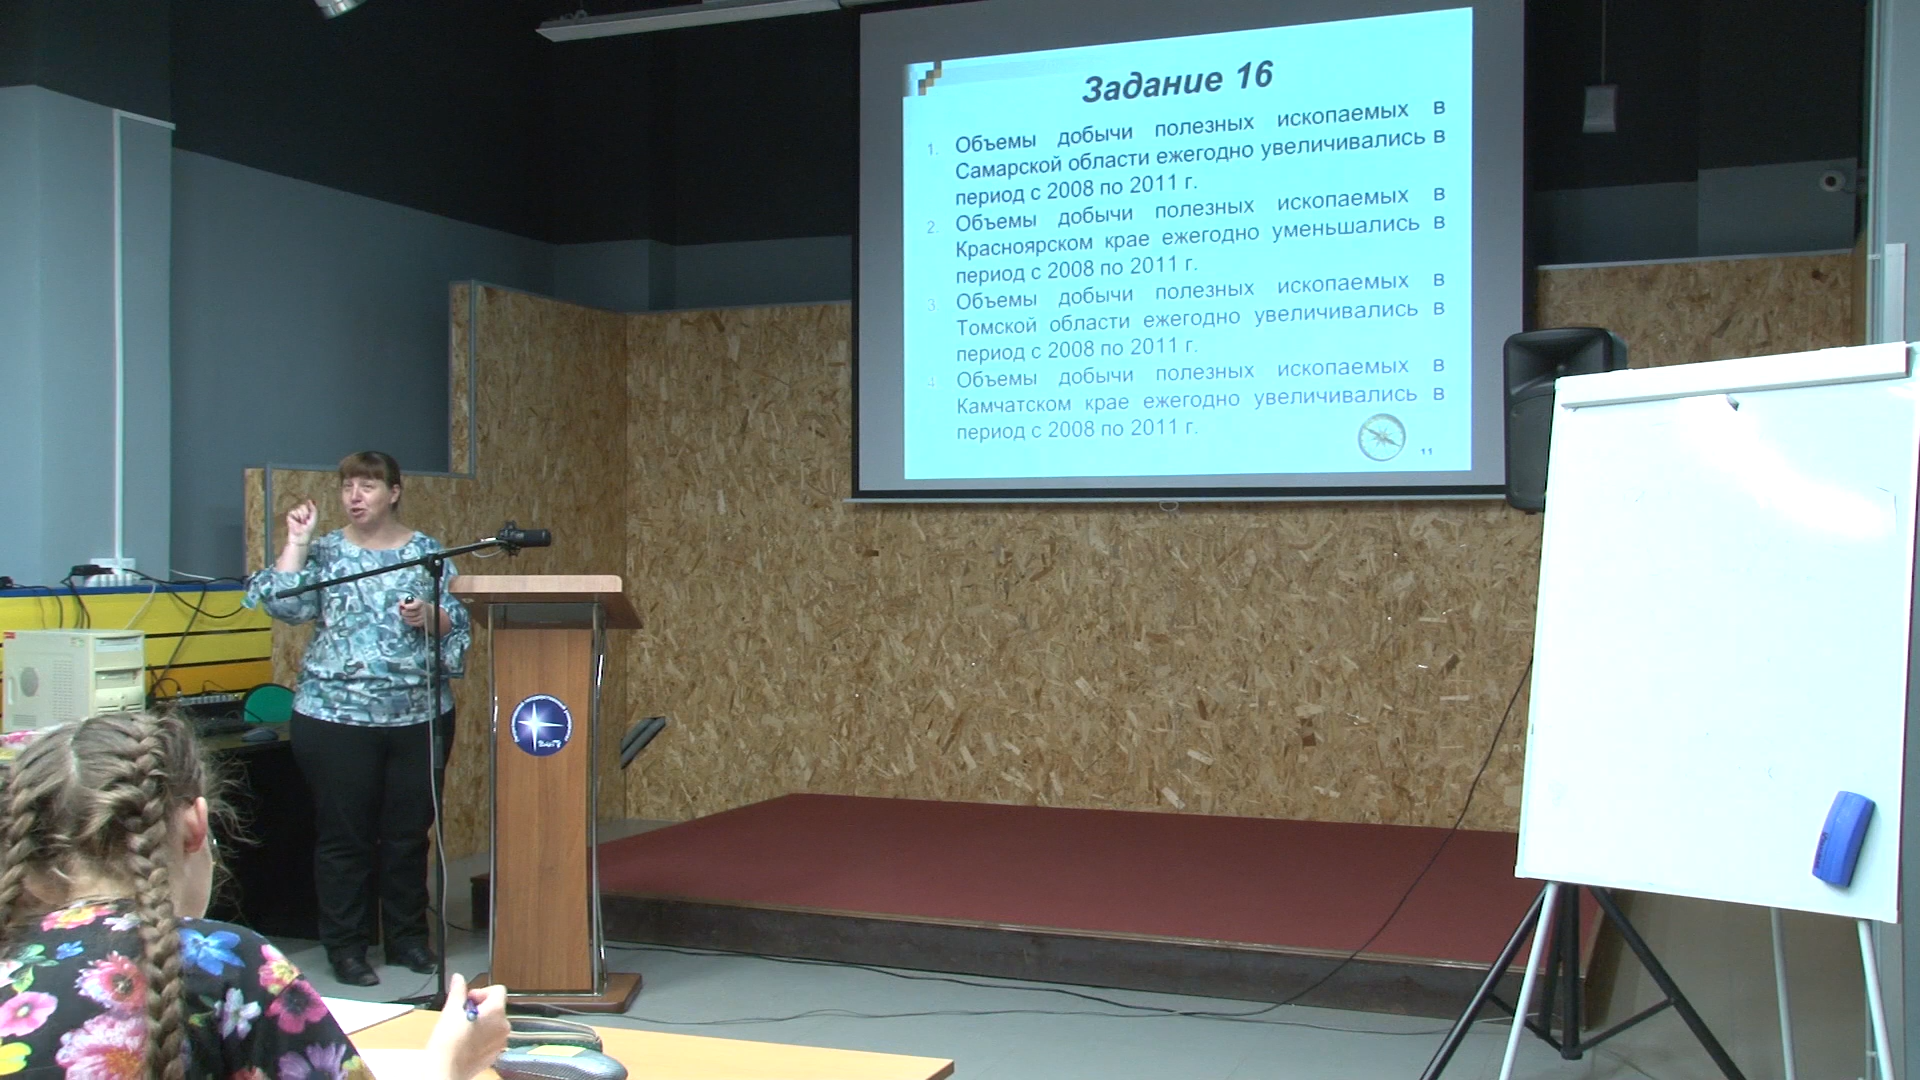 Задание 16
1. Объемы добычи полезных ископаемых в
Самарской области ежегодно увеличивались в
период с 2008 по 2011 г.
2. Объемы добычи полезных ископаемых в
Красноярском крае ежегодно уменьшались в
период с 2008 по 2011 г.
3. Объемы добычи полезных ископаемых в
Томской области ежегодно увеличивались в
период с 2008 по 2011 г.
4. Объемы добычи полезных ископаемых в
Камчатском крае ежегодно увеличивались в
период с 2008 по 2011 г.
11